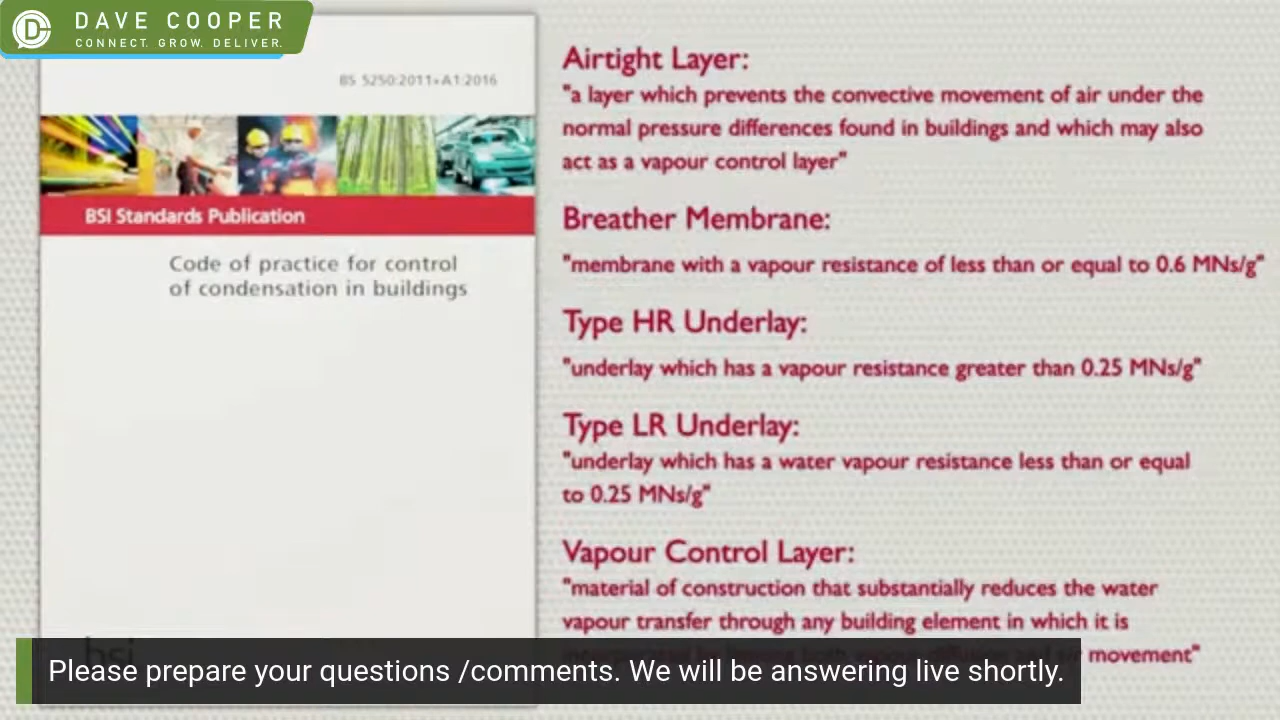 DAVE COOPER
CONNECT. GROW. DELIVER.
BS 5250:2011+A1:2016
BSI Standards Publication
Code of practice for control
of condensation in buildings
bsi
Airtight Layer:
"a layer which prevents the convective movement of air under the
normal pressure differences found in buildings and which may also
act as a vapour control layer"
Breather Membrane:
"membrane with a vapour resistance of less than or equal to 0.6 MNs/g"
Type HR Underlay:
"underlay which has a vapour resistance greater than 0.25 MNs/g"
Type LR Underlay:
"underlay which has a water vapour resistance less than or equal
to 0.25 MNs/g"
Vapour Control Layer:
"material of construction that substantially reduces the water
vapour transfer through any building element in which it is
movement"
Please prepare your questions /comments. We will be answering live shortly.